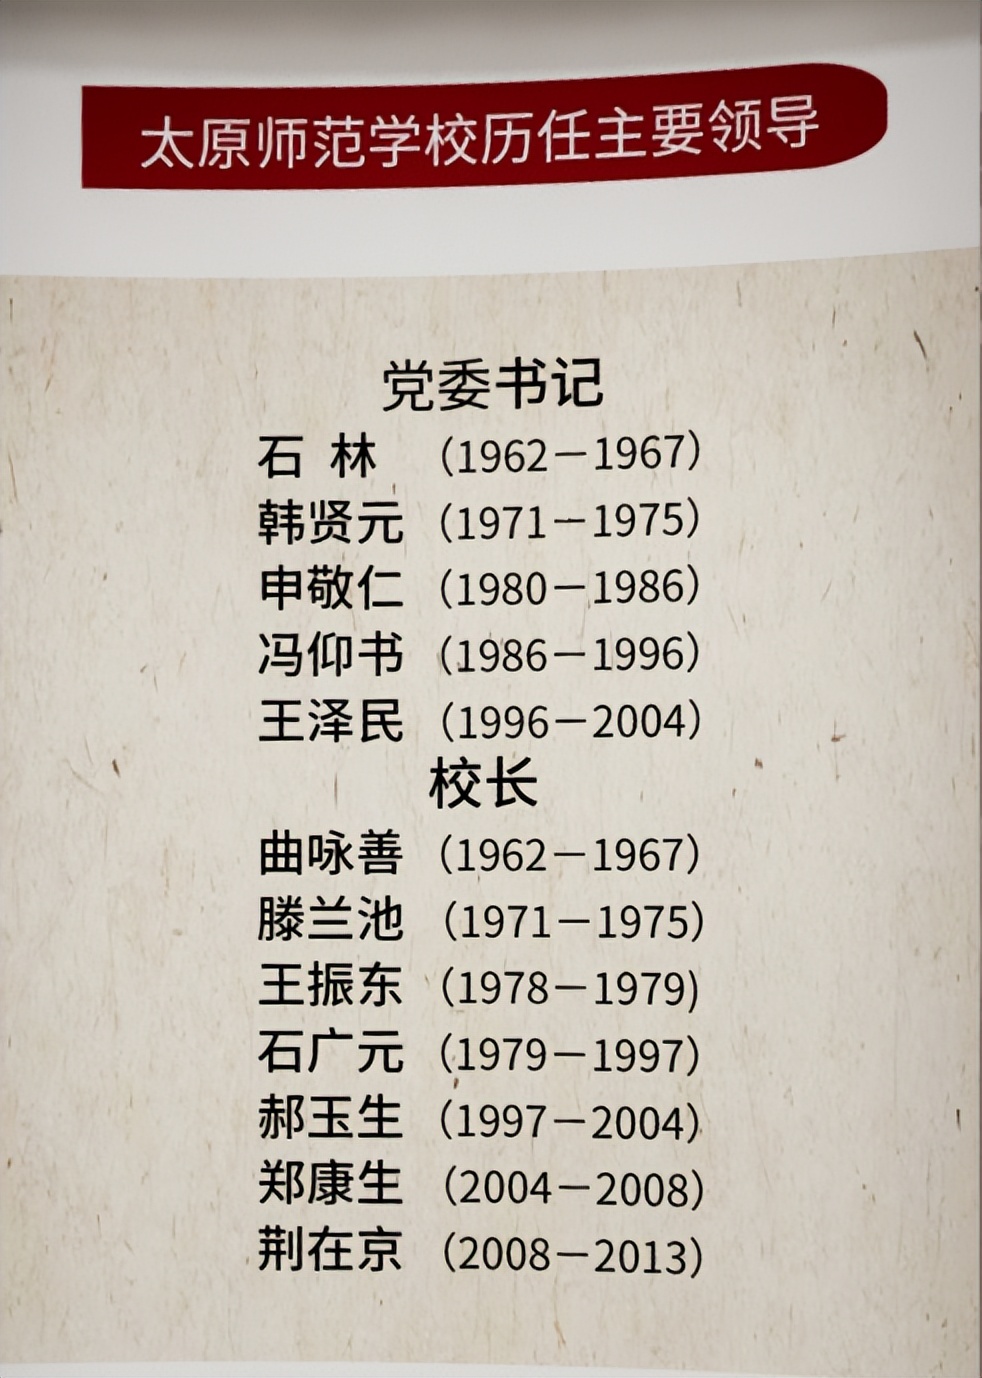 太原师范学校历任主要领导
党委书记
石 林 （1962－1967）
韩贤元 （1971－1975）
申敬仁 （1980－1986）
冯仰书 （1986－1996）
王泽民 （1996－2004）
校长
曲咏善 （1962－1967）
滕兰池 （1971－1975）
王振东 （1978－1979)
石广元 （1979－1997）
郝玉生 （1997－2004）
郑康生 （2004－2008）
荆在京 （2008－2013）